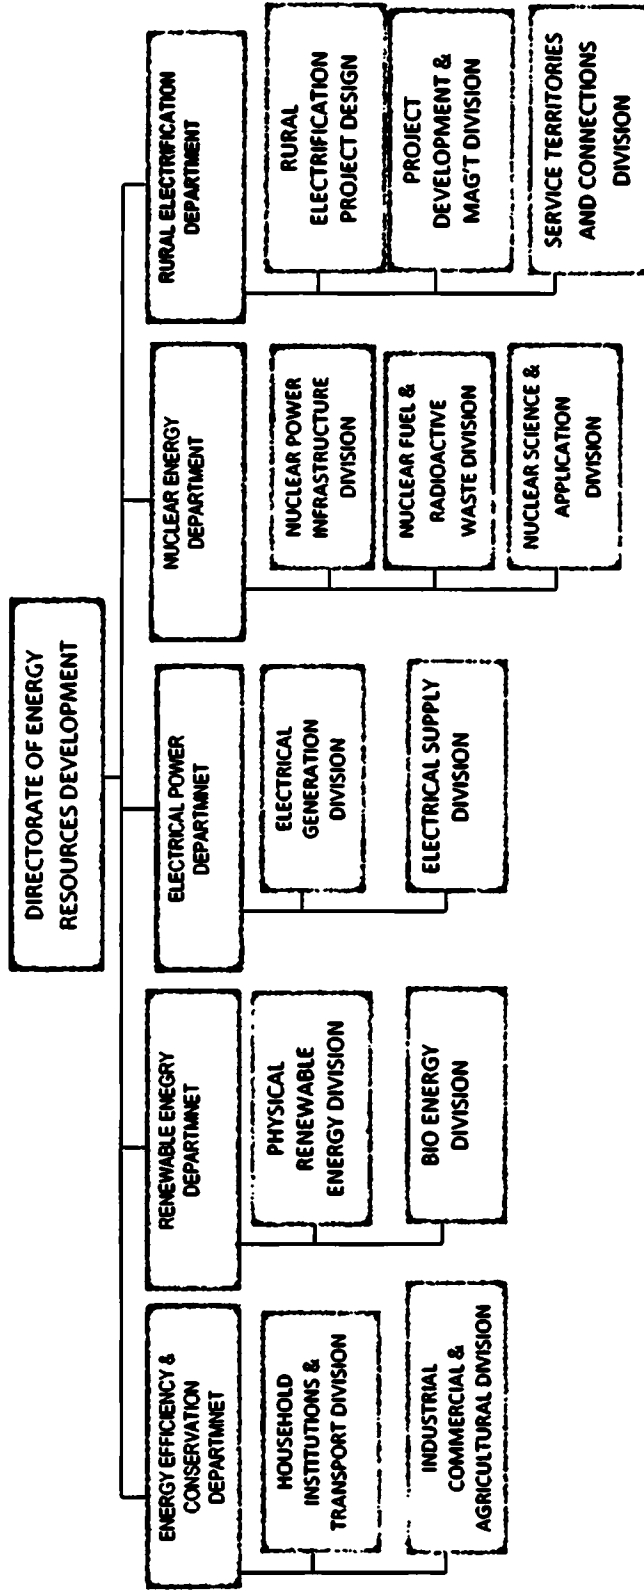 DIRECTORATE OF ENERGY
RESOURCES DEVELOPMENT
ENERGY EFFICIENCY &
CONSERVATION
DEPARTMNET
HOUSEHOLD
INSTITUTIONS &
TRANSPORT DIVISION
INDUSTRIAL
COMMERCIAL &
AGRICULTURAL DIVISION
RENEWABLE ENEGRY
DEPARTMNET
PHYSICAL
RENEWABLE
ENERGY DIVISION
BIO ENERGY
DIVISION
ELECTRICAL POWER
DEPARTMNET
ELECTRICAL
GENERATION
DIVISION
ELECTRICAL SUPPLY
DIVISION
NUCLEAR ENERGY
DEPARTMENT
NUCLEAR POWER
INFRASTRUCTURE
DIVISION
NUCLEAR FUEL &
RADIOACTIVE
WASTE DIVISION
NUCLEAR SCIENCE &
APPLICATION
DIVISION
RURAL ELECTRIFICATION
DEPARTMENT
RURAL
ELECTRIFICATION
PROJECT DESIGN
PROJECT
DEVELOPMENT &
MAG'T DIVISION
SERVICE TERRITORIES
AND CONNECTIONS
DIVISION